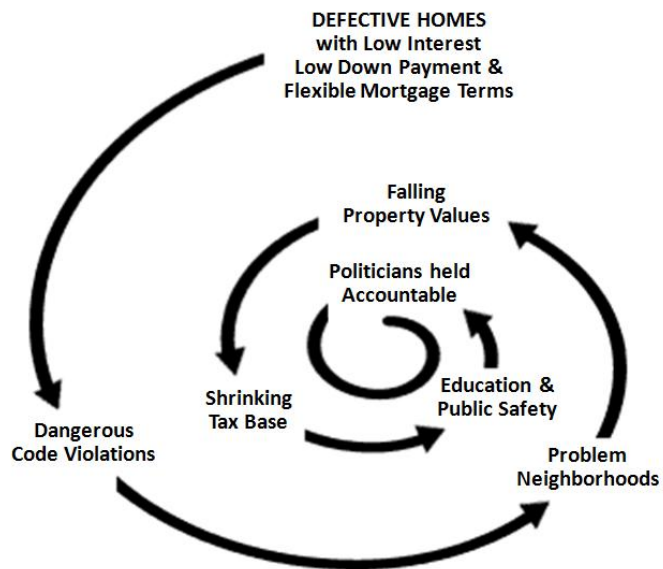 DEFECTIVE HOMES
with Low Interest
Low Down Payment &
Flexible Mortgage Terms
Falling
Property Values
Politicians held
Accountable
Shrinking
Tax Base
Education &
Public Safety
Dangerous
Code Violations
Problem
Neighborhoods